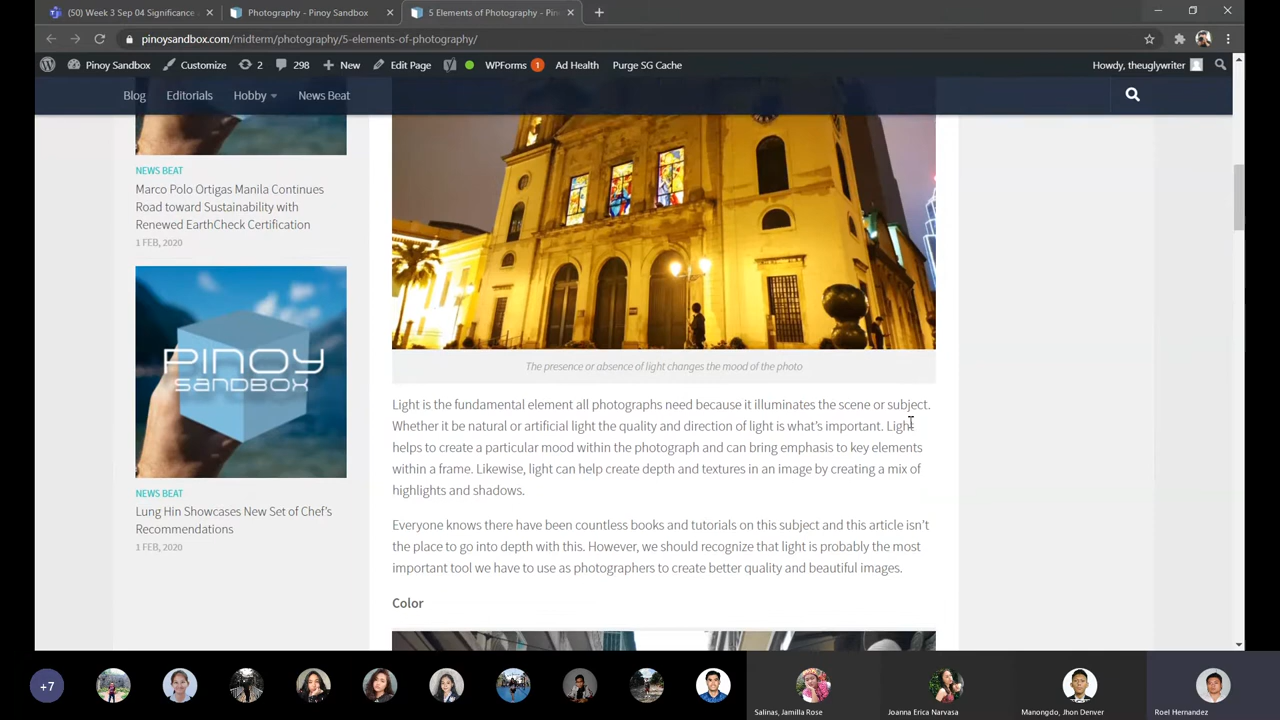 (50) Week 3 Sep 04 Significance
Photography - Pinoy Sandbox
5 Elements of Photography - Pin
pinoysandbox.com/midterm/photography/5-elements-of-photography/
Pinoy Sandbox
Customize
2
298
New
Edit Page
WPForms 1
Ad Health
Purge SG Cache
Howdy, theuglywriter
Blog
Editorials
Hobby
News Beat
NEWS BEAT
Marco Polo Ortigas Manila Continues
Road toward Sustainability with
Renewed EarthCheck Certification
1 FEB, 2020
PINOY
SANDBOX
NEWS BEAT
Lung Hin Showcases New Set of Chef's
Recommendations
1 FEB, 2020
The presence or absence of light changes the mood of the photo
Light is the fundamental element all photographs need because it illuminates the scene or subject.
Whether it be natural or artificial light the quality and direction of light is what's important. Light
helps to create a particular mood within the photograph and can bring emphasis to key elements
within a frame. Likewise, light can help create depth and textures in an image by creating a mix of
highlights and shadows.
Everyone knows there have been countless books and tutorials on this subject and this article isn't
the place to go into depth with this. However, we should recognize that light is probably the most
important tool we have to use as photographers to create better quality and beautiful images.
Color
+7
Salinas, Jamilla Rose
Joanna Erica Narvasa
Manongdo, Jhon Denver
Roel Hernandez